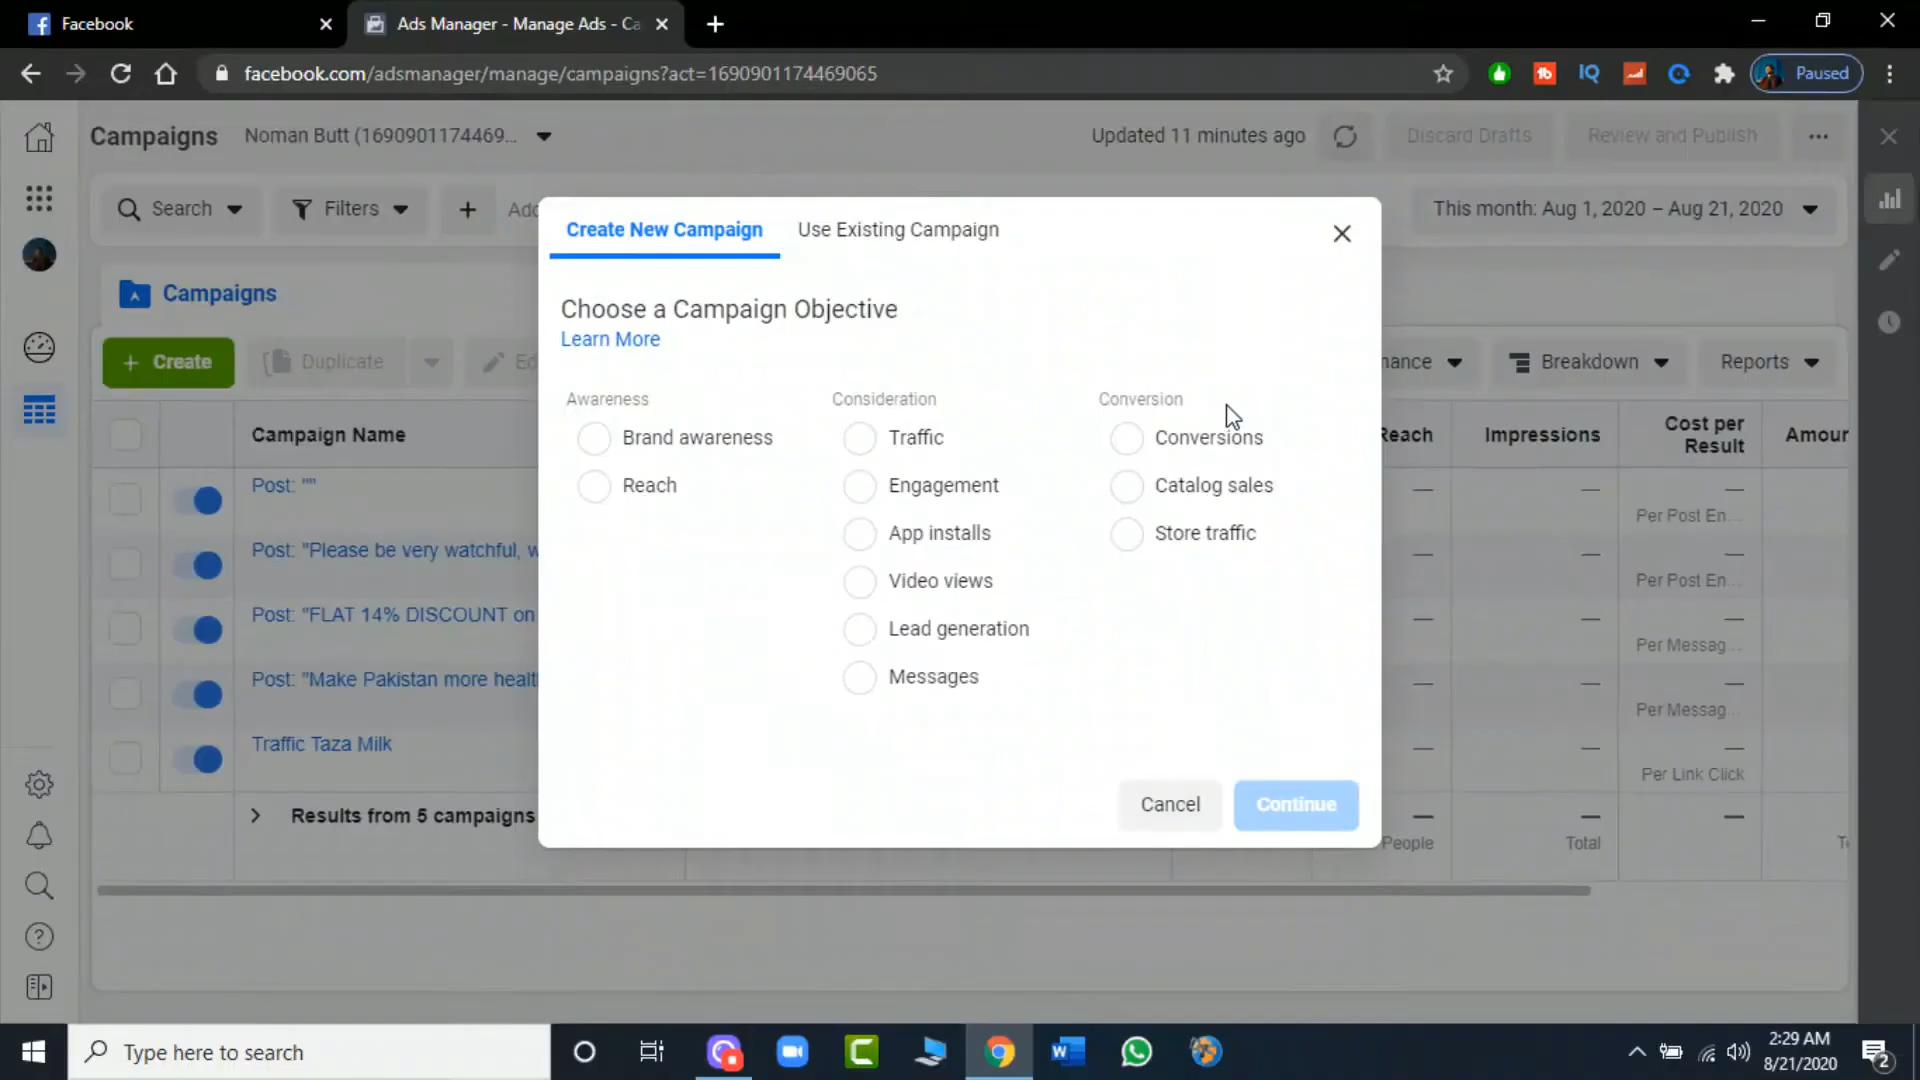 Facebook
Ads Manager - Manage Ads - Ca
facebook.com/adsmanager/manage/campaigns?act=1690901174469065
IQ
Paused
Campaigns
Noman Butt (1690901174469...
Updated 11 minutes ago
Discard Drafts
Review and Publish
Search
Filters
Add
This month: Aug 1, 2020 – Aug 21, 2020
Create New Campaign
Use Existing Campaign
Campaigns
Choose a Campaign Objective
Learn More
+ Create
Duplicate
Ed
mance
Breakdown
Reports
Awareness
Consideration
Conversion
Brand awareness
Traffic
Conversions
Reach
Engagement
Catalog sales
App installs
Store traffic
Video views
Lead generation
Messages
Cancel
Continue
Campaign Name
Reach
Impressions
Cost per
Result
Amour
Post: ""
Per Post En...
Post: "Please be very watchful, w
Per Post En...
Post: "FLAT 14% DISCOUNT on
Per Messag...
Post: "Make Pakistan more healt
Per Messag...
Traffic Taza Milk
Per Link Click
Results from 5 campaigns
People
Total
Type here to search
2:29 AM
8/21/2020
2